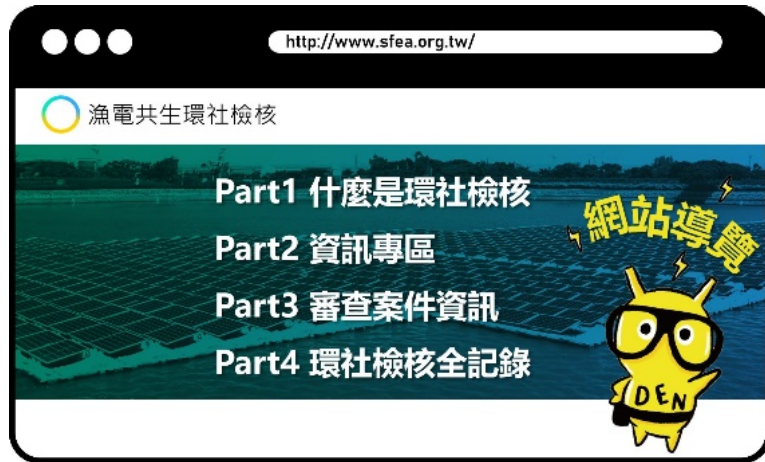 http://www.sfea.org.tw/
漁電共生環社檢核
Part1 什麼是環社檢核
Part2 資訊專區
Part3 審查案件資訊
Part4 環社檢核全記錄
網站導覽
DEN